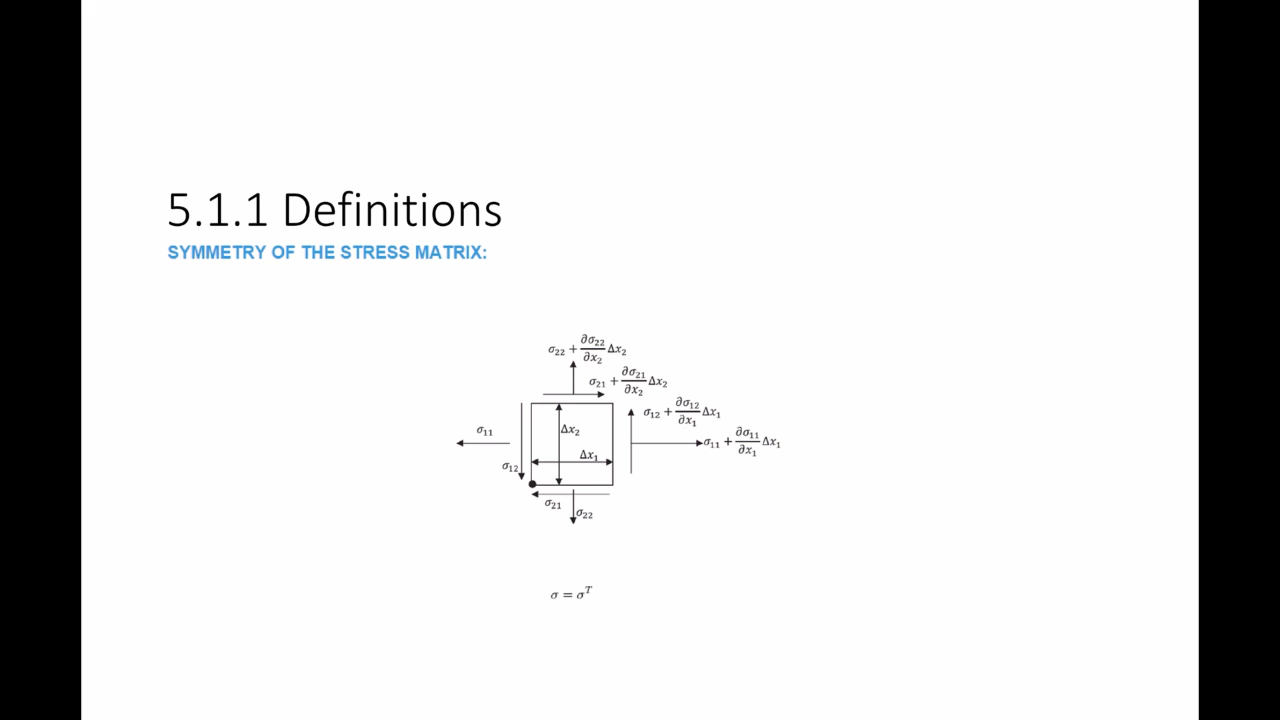 5.1.1 Definitions
SYMMETRY OF THE STRESS MATRIX:
σ₂₂ + ∂σ₂₂/∂x₂ Δx₂
σ₂₁ + ∂σ₂₁/∂x₂ Δx₂
σ₁₂ + ∂σ₁₂/∂x₁ Δx₁
σ₁₁
Δx₂
σ₁₁ + ∂σ₁₁/∂x₁ Δx₁
Δx₁
σ₁₂
σ₂₁
σ₂₂
σ = σᵀ